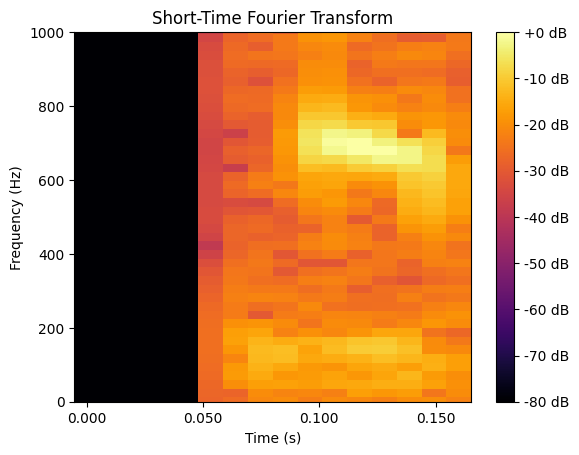 Short-Time Fourier Transform
Frequency (Hz)
1000
800
600
400
200
0
0.000
0.050
0.100
0.150
Time (s)
+0 dB
-10 dB
-20 dB
-30 dB
-40 dB
-50 dB
-60 dB
-70 dB
-80 dB